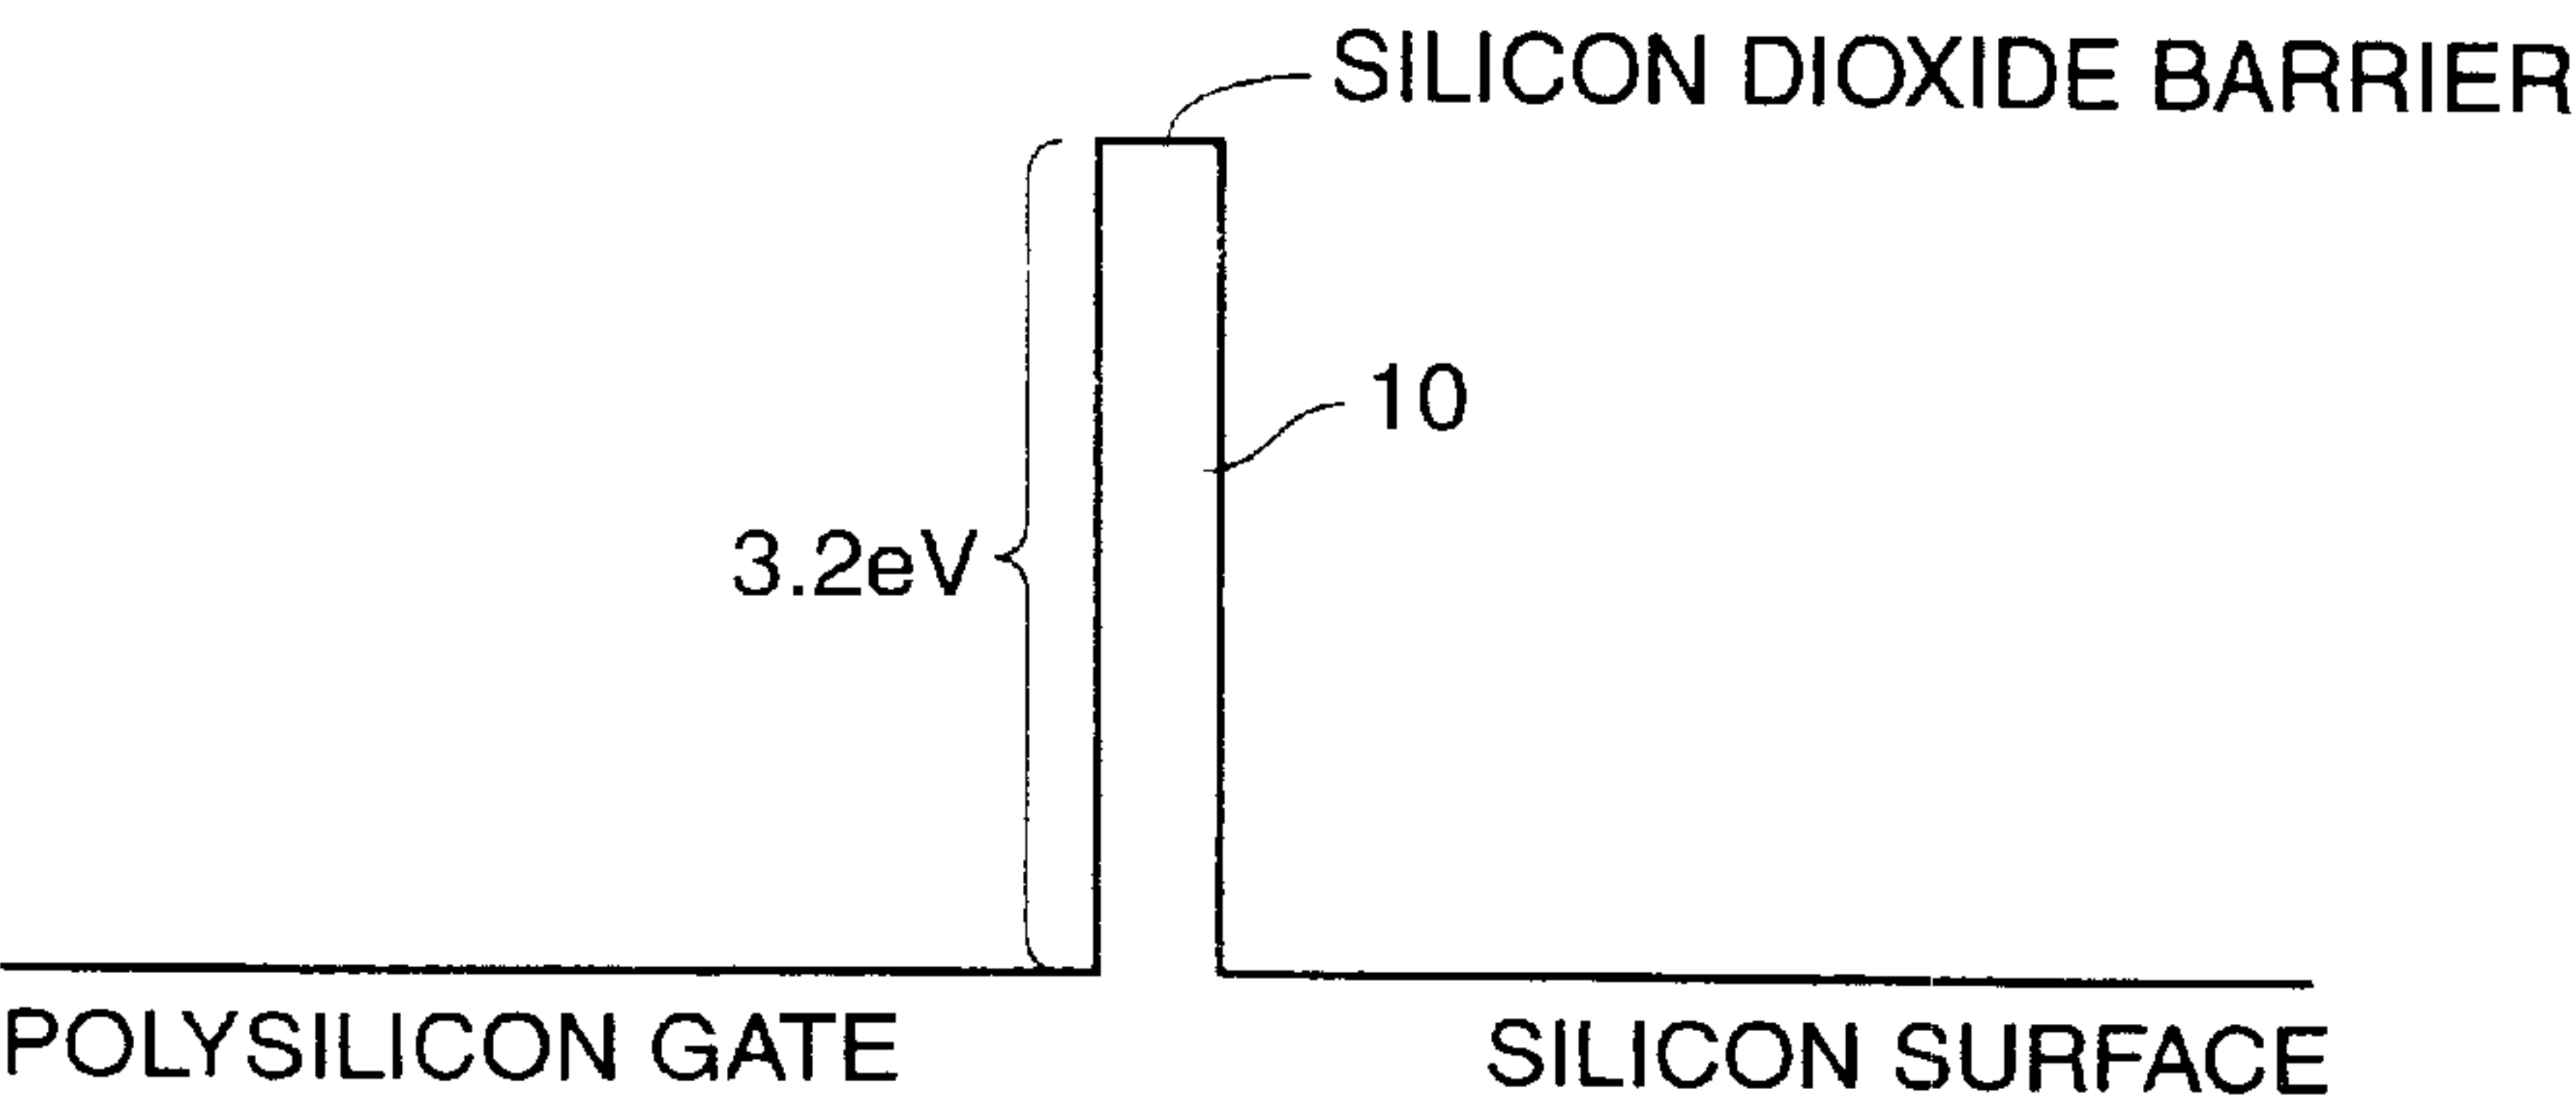 SILICON DIOXIDE BARRIER
10
3.2eV
POLYSILICON GATE
SILICON SURFACE